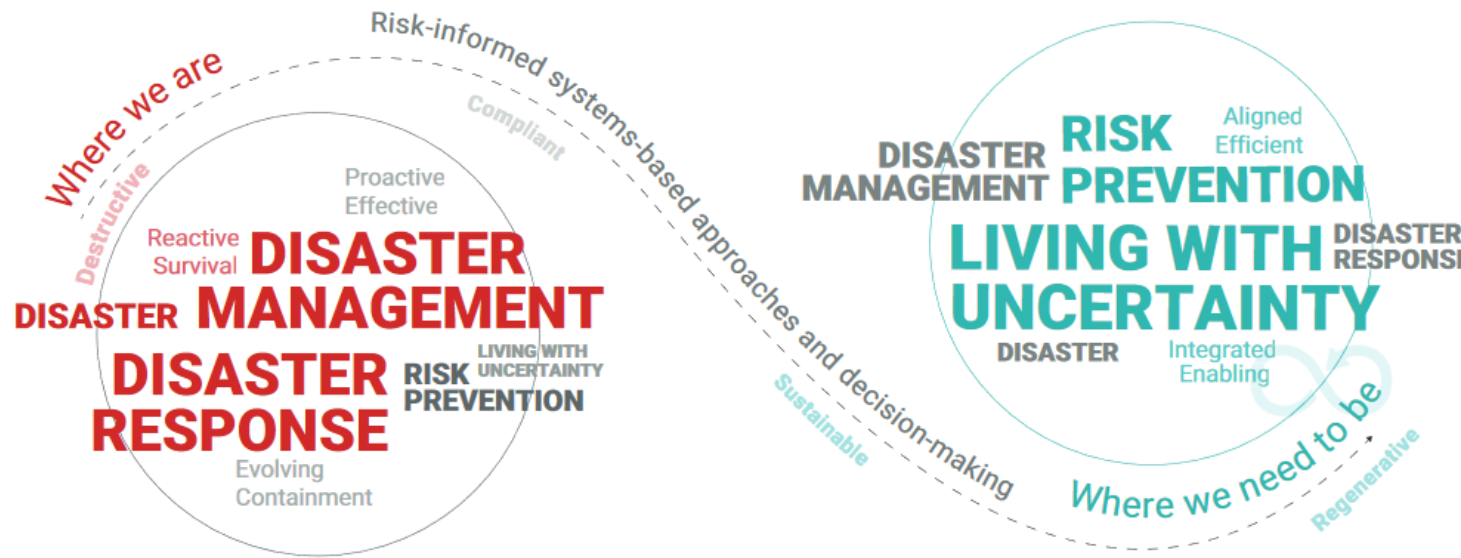 Where we are
Destructive
Proactive
Effective
Reactive
Survival
DISASTER
MANAGEMENT
DISASTER
DISASTER
RESPONSE
LIVING WITH
UNCERTAINTY
RISK
PREVENTION
Evolving
Containment
Risk-informed systems-based approaches and decision-making
Compliant
Sustainable
DISASTER
MANAGEMENT
RISK
PREVENTION
Aligned
Efficient
LIVING WITH
UNCERTAINTY
DISASTER
RESPONSE
DISASTER
Integrated
Enabling
Where we need to be
Regenerative